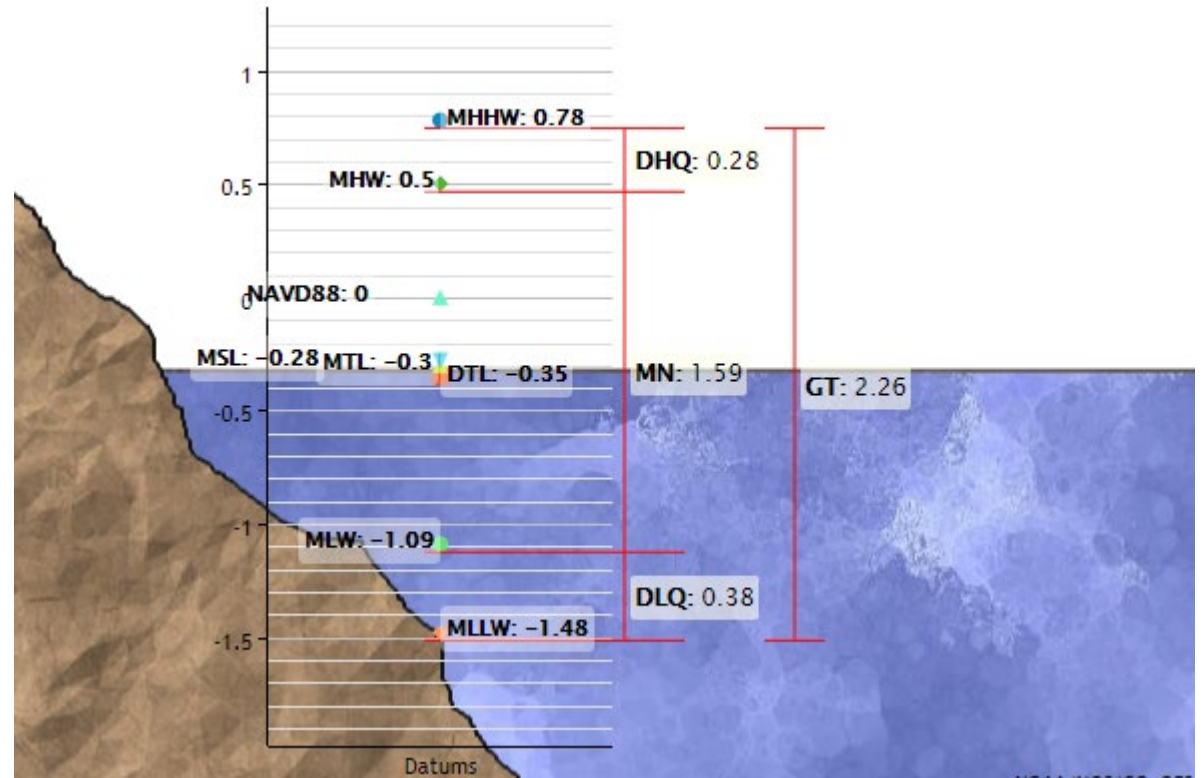 1
MHHW: 0.78
DHQ: 0.28
MHW: 0.5
0.5
0
NAVD88: 0
MSL: −0.28
MTL: −0.3
DTL: −0.35
MN: 1.59
GT: 2.26
-0.5
-1
MLW: −1.09
DLQ: 0.38
MLLW: −1.48
-1.5
Datums